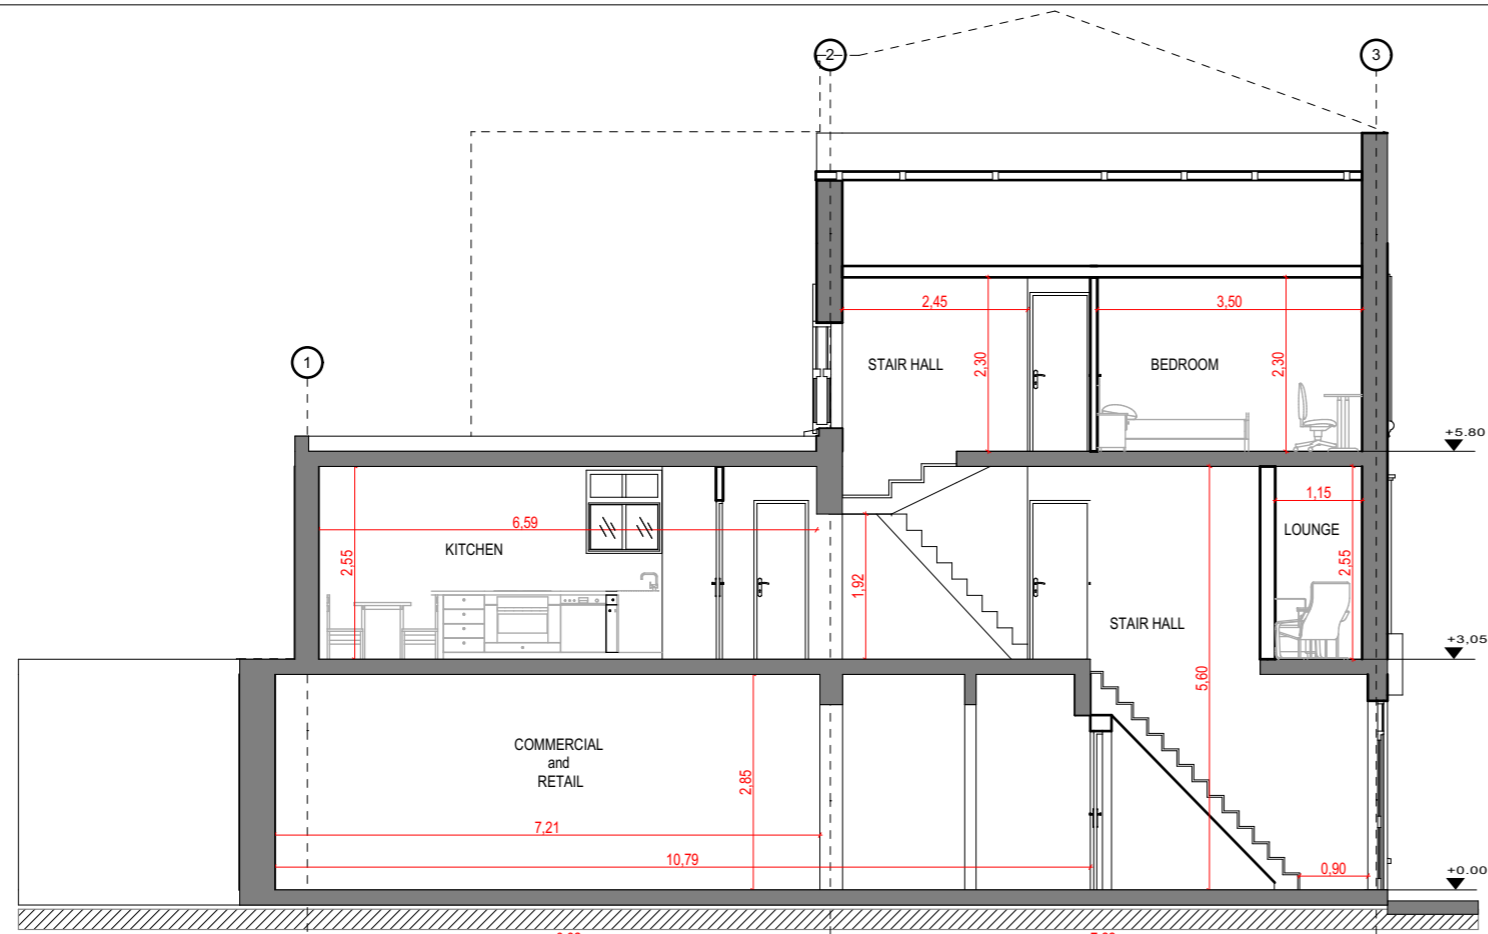 2
3
2,45
3,50
1
STAIR HALL
2,30
BEDROOM
2,30
+5.80
1,15
6,59
LOUNGE
KITCHEN
2,55
1,92
2,55
STAIR HALL
+3,05
5,60
COMMERCIAL
and
RETAIL
2,85
7,21
10,79
0,90
+0.00